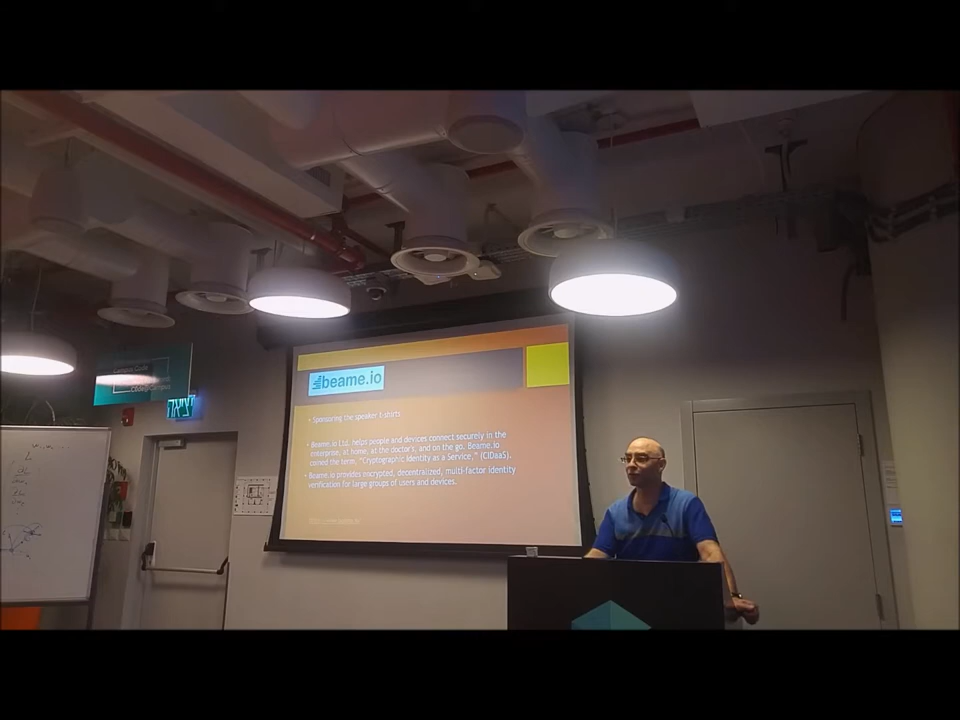 beame.io
• Sponsoring the speaker t-shirts
• Beame.io Ltd. helps people and devices connect securely in the
enterprise, at home, at the doctor's, and on the go. Beame.io
coined the term, "Cryptographic Identity as a Service," (CIDaaS).
• Beame.io provides encrypted, decentralized, multi-factor identity
verification for large groups of users and devices.
יציאה